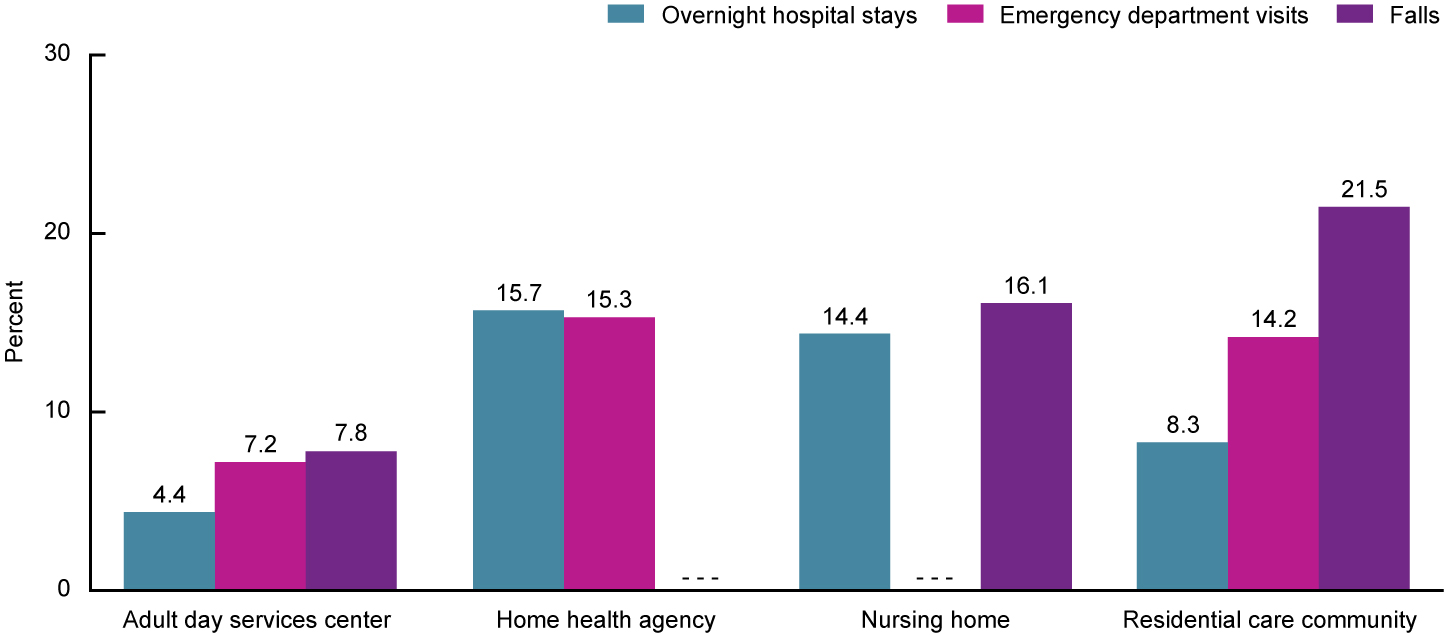 Overnight hospital stays Emergency department visits Falls
Percent
30
20
10
0
4.4 7.2 7.8
15.7 15.3 - - -
14.4 - - - 16.1
8.3 14.2 21.5
Adult day services center Home health agency Nursing home Residential care community